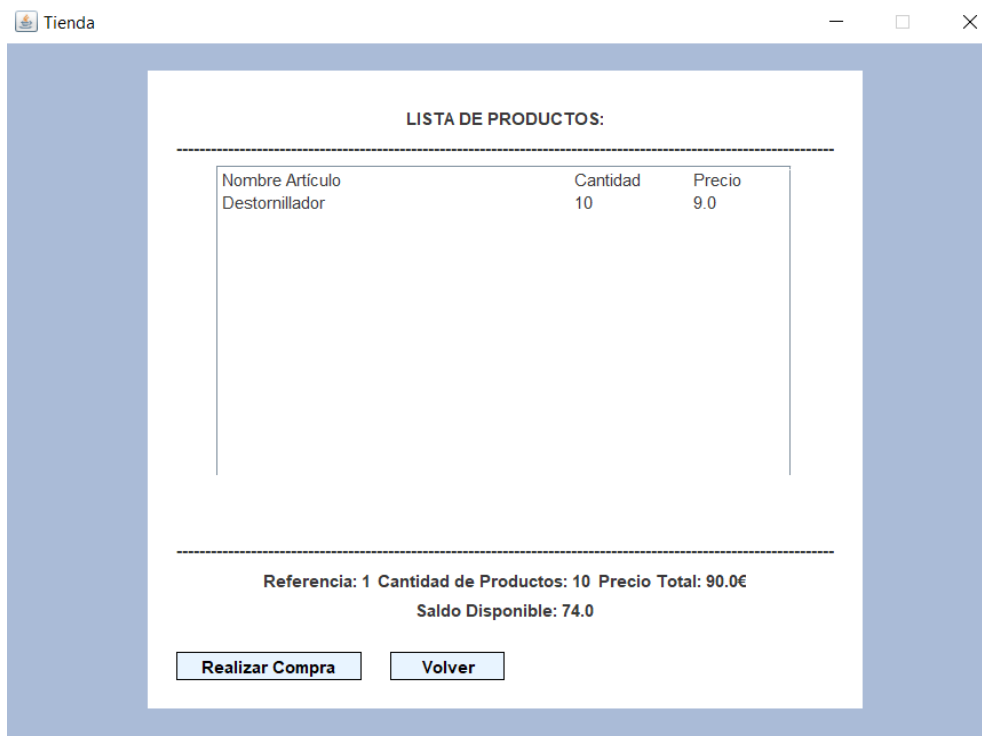 Tienda
LISTA DE PRODUCTOS:
Nombre Artículo Cantidad Precio
Destornillador 10 9.0
Referencia: 1 Cantidad de Productos: 10 Precio Total: 90.0€
Saldo Disponible: 74.0
Realizar Compra Volver